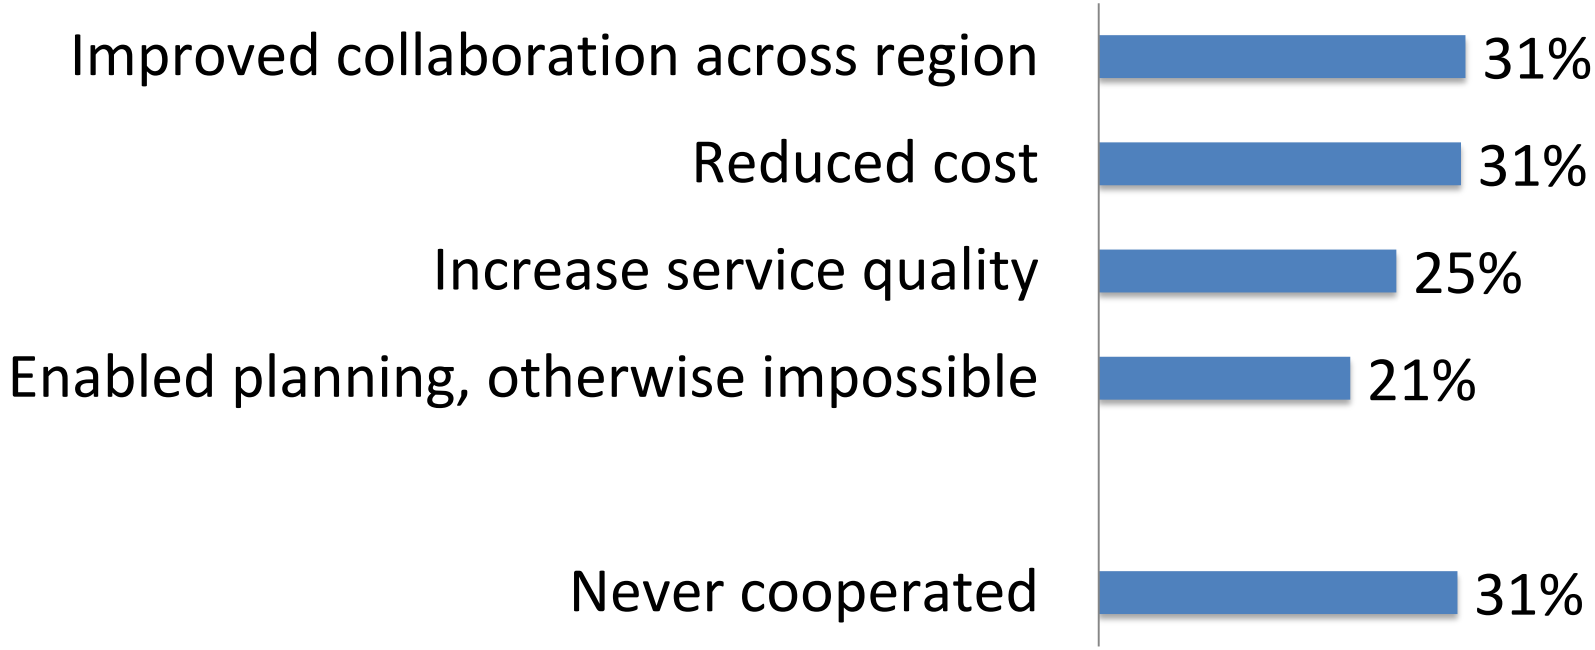 Improved collaboration across region 31%
Reduced cost 31%
Increase service quality 25%
Enabled planning, otherwise impossible 21%
Never cooperated 31%